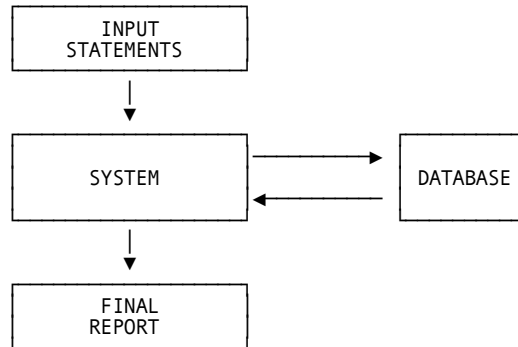 INPUT
STATEMENTS
SYSTEM
DATABASE
FINAL
REPORT